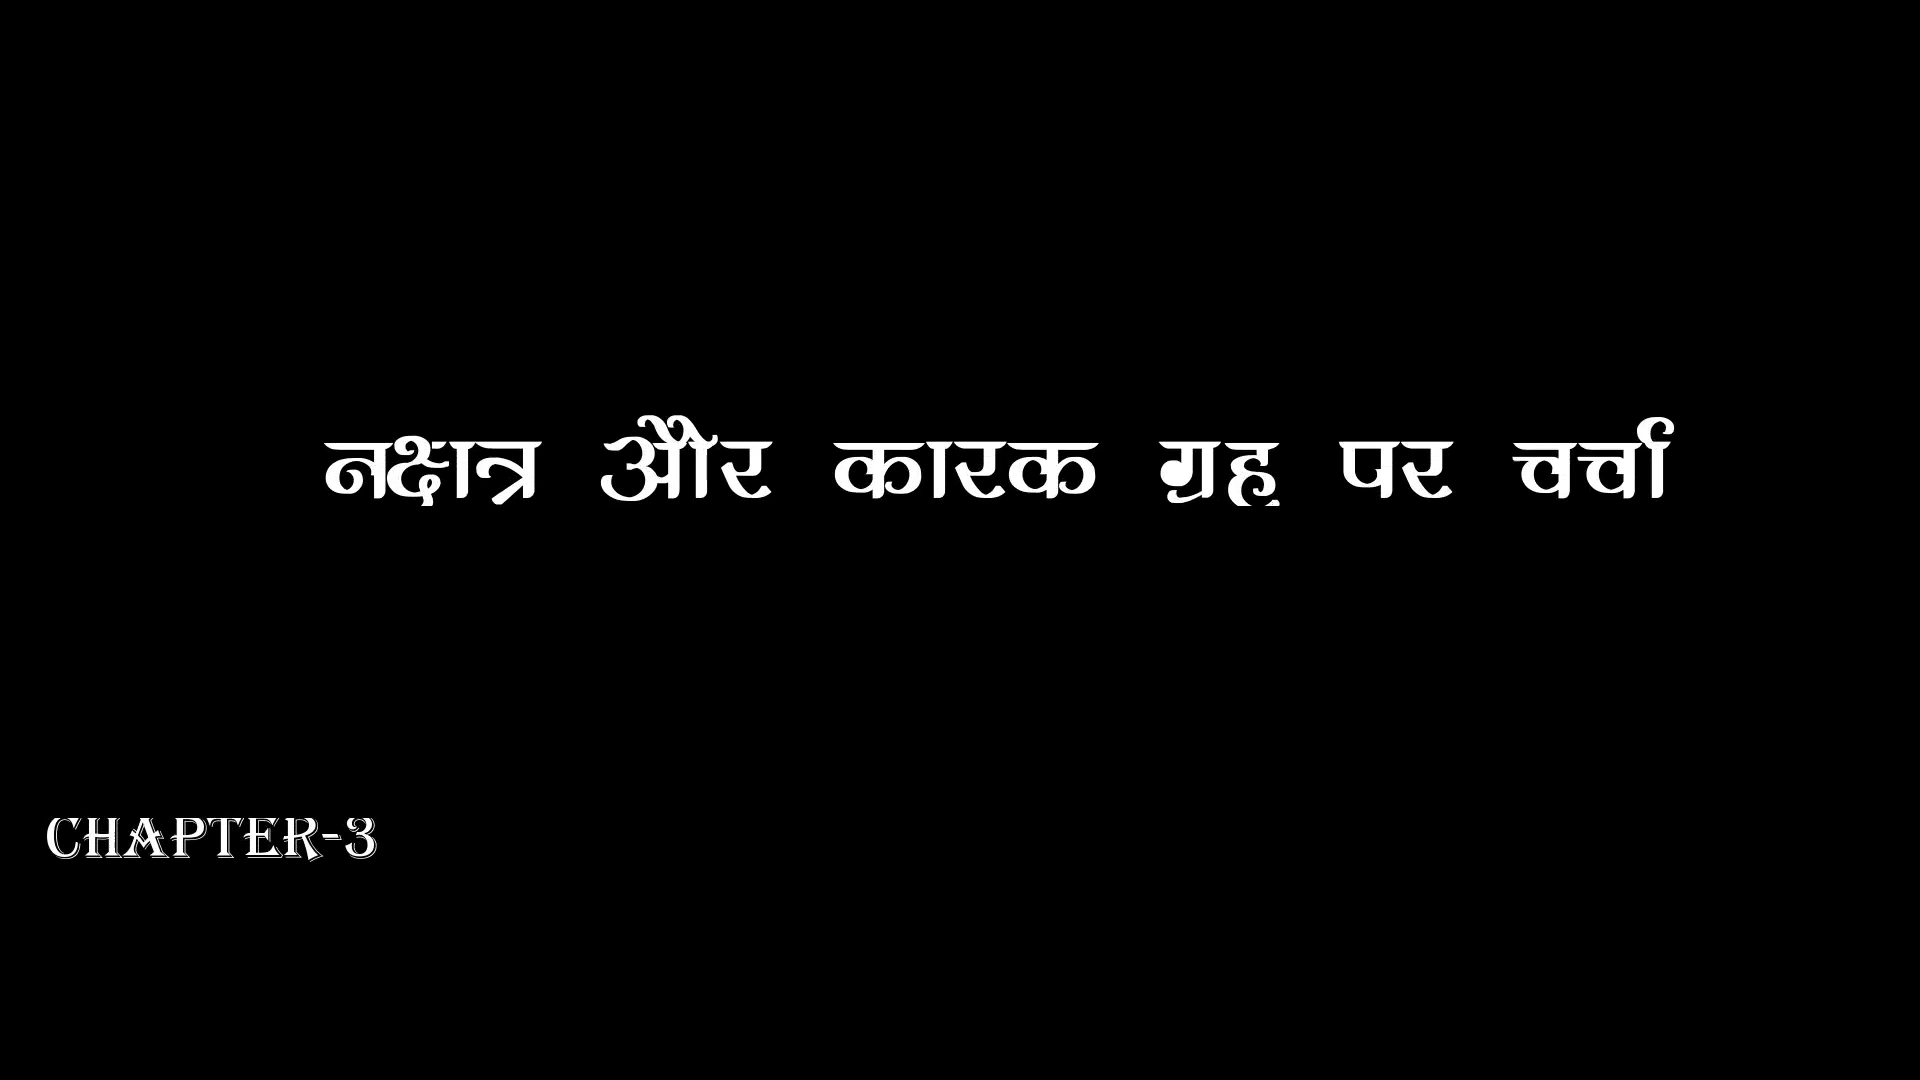 नक्षत्र और कारक ग्रह पर चर्चा
CHAPTER-3